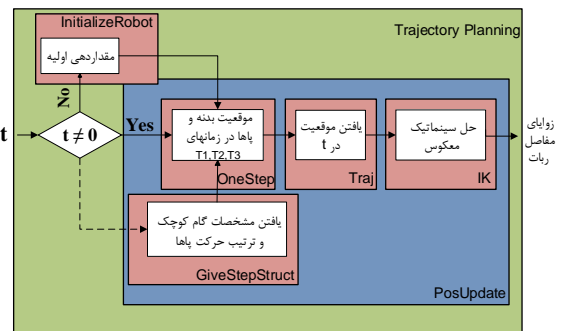 InitializeRobot
Trajectory Planning
مقداردهی اولیه
No
t
t ≠ 0
Yes
موقعیت بدنه و
پاها در زمانهای
T1,T2,T3
OneStep
یافتن موقعیت
در t
Traj
حل سینماتیک
معکوس
IK
زوایای
مفاصل
ربات
یافتن مشخصات گام کوچک
و ترتیب حرکت پاها
GiveStepStruct
PosUpdate